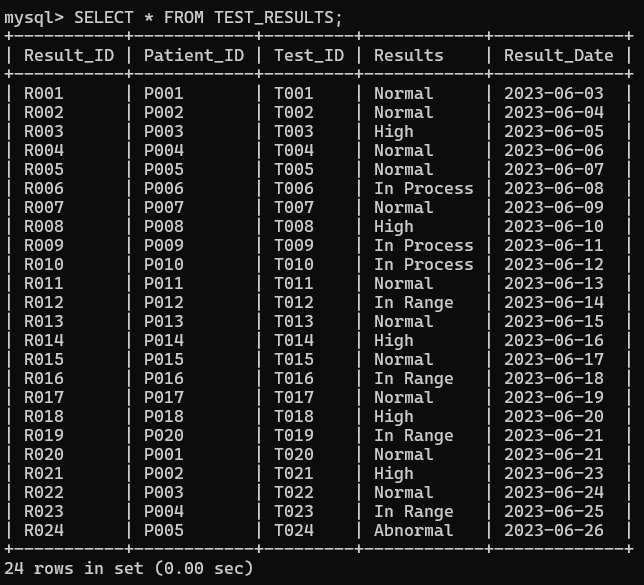 mysql> SELECT * FROM TEST_RESULTS;
+-----------+------------+---------+------------+-------------+
| Result_ID | Patient_ID | Test_ID | Results    | Result_Date |
+-----------+------------+---------+------------+-------------+
| R001      | P001       | T001    | Normal     | 2023-06-03  |
| R002      | P002       | T002    | Normal     | 2023-06-04  |
| R003      | P003       | T003    | High       | 2023-06-05  |
| R004      | P004       | T004    | Normal     | 2023-06-06  |
| R005      | P005       | T005    | Normal     | 2023-06-07  |
| R006      | P006       | T006    | In Process | 2023-06-08  |
| R007      | P007       | T007    | Normal     | 2023-06-09  |
| R008      | P008       | T008    | High       | 2023-06-10  |
| R009      | P009       | T009    | In Process | 2023-06-11  |
| R010      | P010       | T010    | In Process | 2023-06-12  |
| R011      | P011       | T011    | Normal     | 2023-06-13  |
| R012      | P012       | T012    | In Range   | 2023-06-14  |
| R013      | P013       | T013    | Normal     | 2023-06-15  |
| R014      | P014       | T014    | High       | 2023-06-16  |
| R015      | P015       | T015    | Normal     | 2023-06-17  |
| R016      | P016       | T016    | In Range   | 2023-06-18  |
| R017      | P017       | T017    | Normal     | 2023-06-19  |
| R018      | P018       | T018    | High       | 2023-06-20  |
| R019      | P020       | T019    | In Range   | 2023-06-21  |
| R020      | P001       | T020    | Normal     | 2023-06-21  |
| R021      | P002       | T021    | High       | 2023-06-23  |
| R022      | P003       | T022    | Normal     | 2023-06-24  |
| R023      | P004       | T023    | In Range   | 2023-06-25  |
| R024      | P005       | T024    | Abnormal   | 2023-06-26  |
+-----------+------------+---------+------------+-------------+
24 rows in set (0.00 sec)